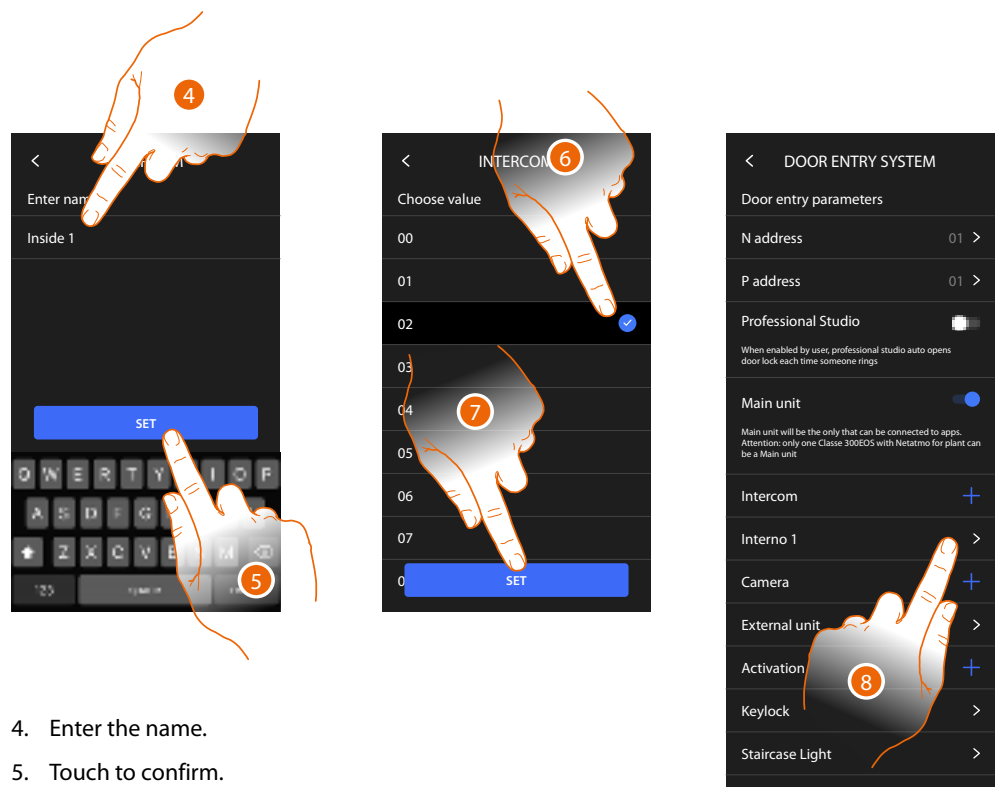 4
Enter nam
Inside 1
SET
Q W E R T Y I O P
A S D F G
Z X C V B M
123
5
INTERCOM
6
Choose value
00
01
02
03
04
7
05
06
07
0
SET
DOOR ENTRY SYSTEM
Door entry parameters
N address 01
P address 01
Professional Studio
When enabled by user, professional studio auto opens
door lock each time someone rings
Main unit
Main unit will be the only that can be connected to apps.
Attention: only one Classe 300EOS with Netatmo for plant can
be a Main unit
Intercom
Interno 1
Camera
External unit
Activation
8
Keylock
Staircase Light
4. Enter the name.
5. Touch to confirm.